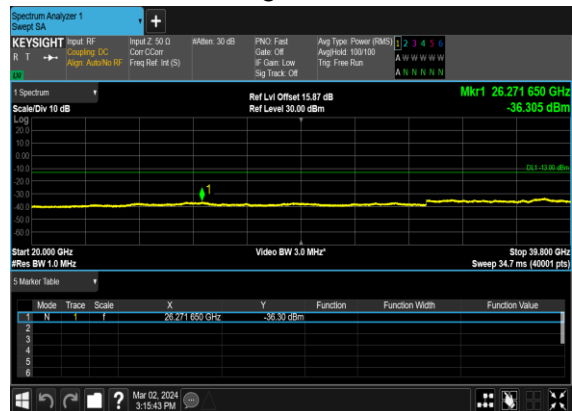 Spectrum Analyzer 1
Swept SA
KEYSIGHT Input: RF Input Z: 50 Ω #Atten: 30 dB PNO: Fast Avg Type: Power (RMS) 1 2 3 4 5 6
R T Coupling: DC Corr CCorr Gate: Off Avg|Hold: 100/100 A W W W W W
Align: Auto/No RF Freq Ref: Int (S) IF Gain: Low Trig: Free Run
Sig Track: Off A N N N N N
LXI
1 Spectrum Ref Lvl Offset 15.87 dB Mkr1 26.271 650 GHz
Scale/Div 10 dB Ref Level 30.00 dBm -36.305 dBm
Log
20.0
10.0
0.00
-10.0 DL1 -13.00 dBm
-20.0
-30.0 1
-40.0
-50.0
-60.0
Start 20.000 GHz Video BW 3.0 MHz* Stop 39.800 GHz
#Res BW 1.0 MHz Sweep 34.7 ms (40001 pts)
5 Marker Table
Mode Trace Scale X Y Function Function Width Function Value
1 N 1 f 26.271 650 GHz -36.30 dBm
2
3
4
5
6
? Mar 02, 2024
3:15:43 PM